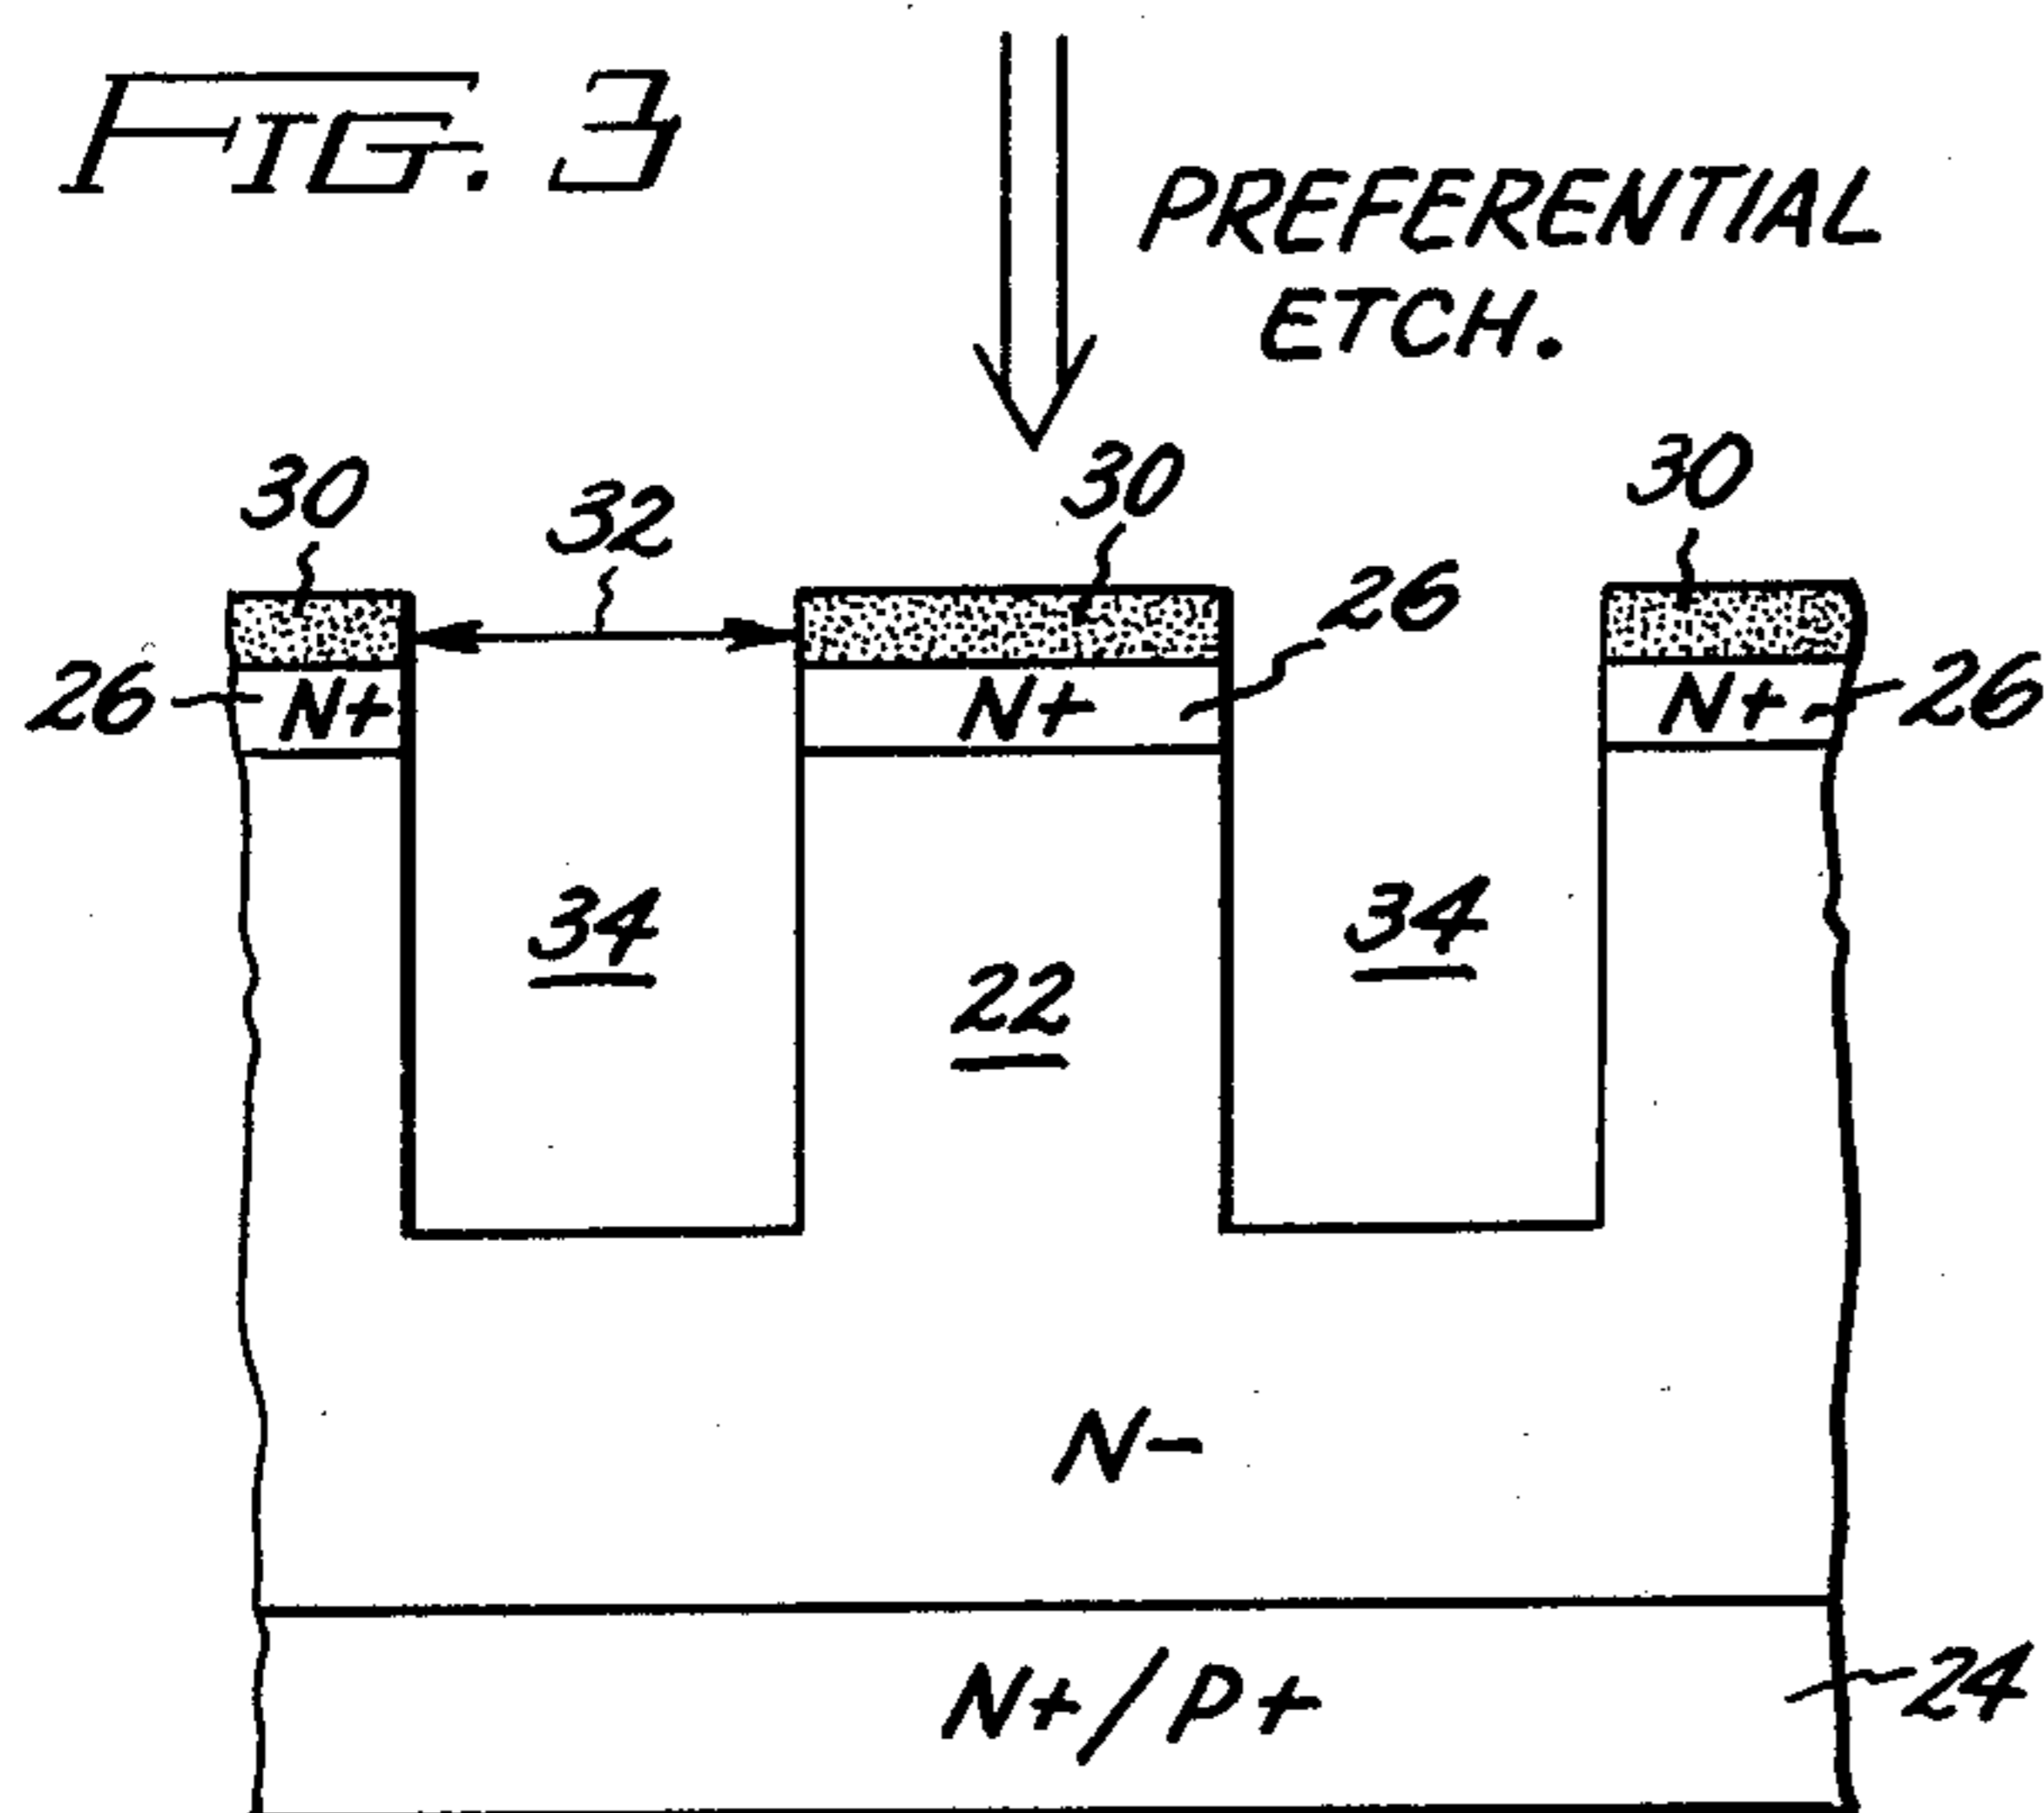 FIG. 3
PREFERENTIAL
ETCH.
30
32
30
30
26
26 N+
N+
N+ 26
34
34
22
N-
N+/P+
24